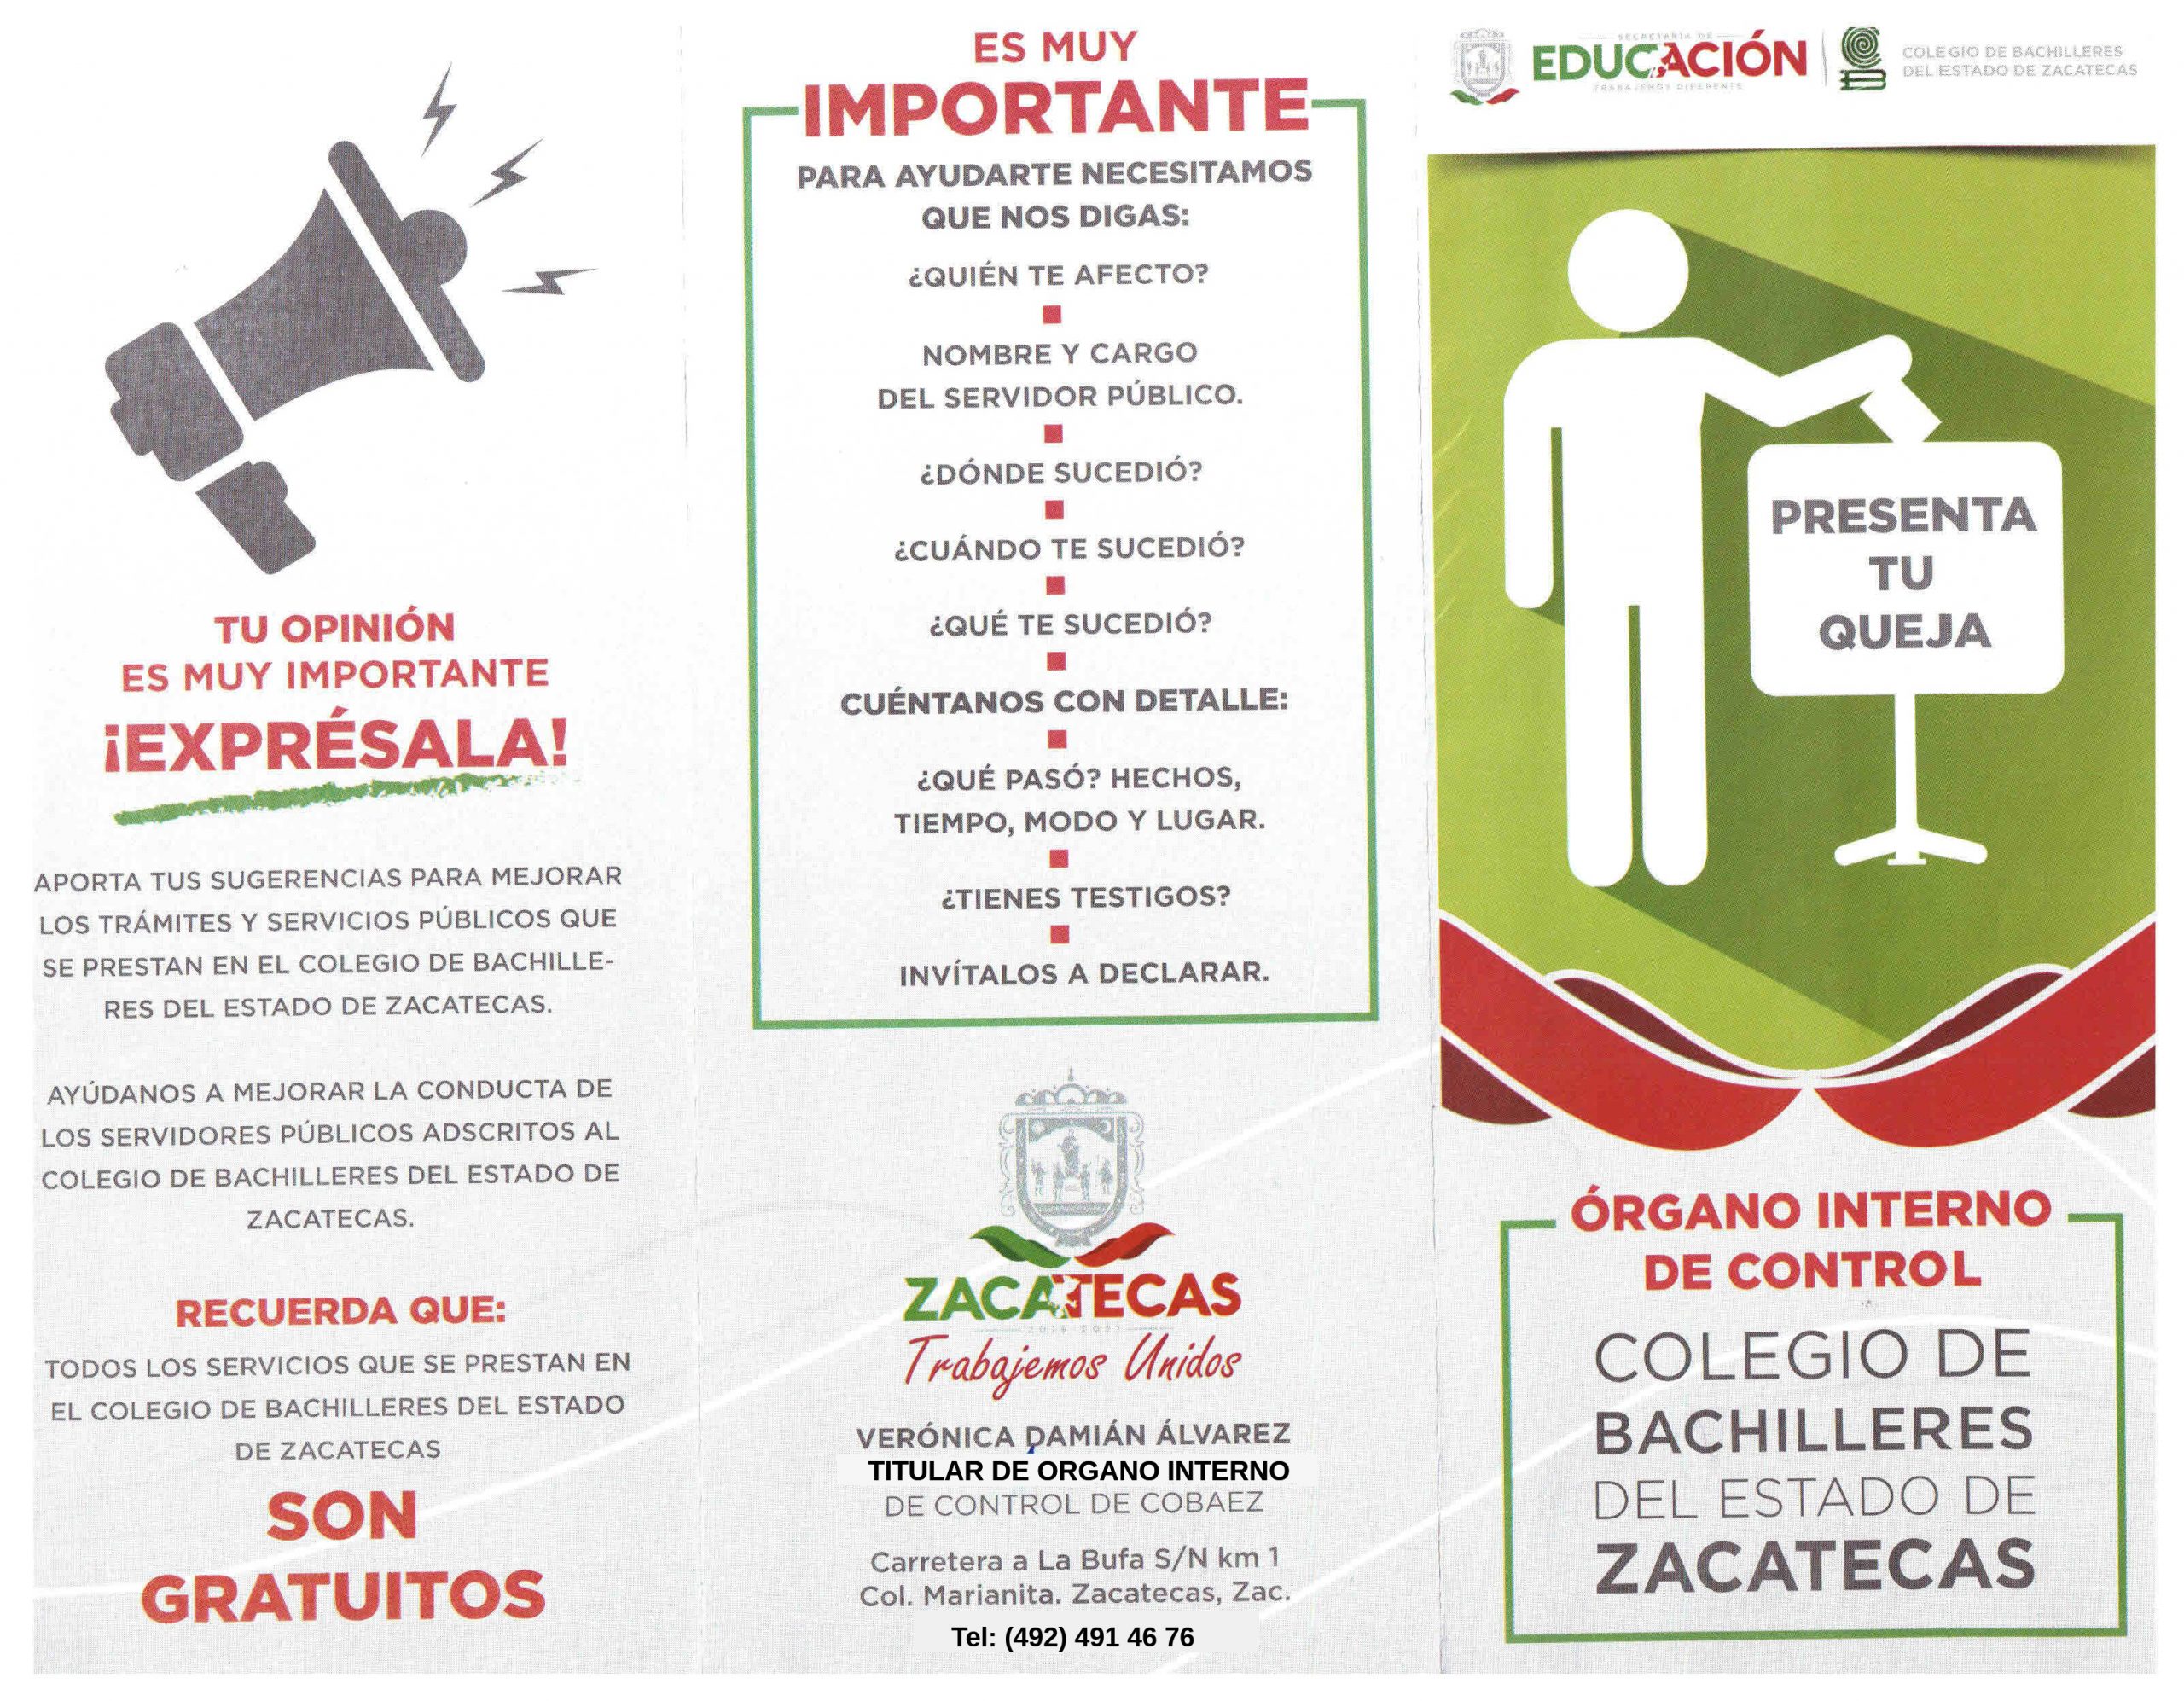 TU OPINIÓN
ES MUY IMPORTANTE
¡EXPRÉSALA!
APORTA TUS SUGERENCIAS PARA MEJORAR
LOS TRÁMITES Y SERVICIOS PÚBLICOS QUE
SE PRESTAN EN EL COLEGIO DE BACHILLE-
RES DEL ESTADO DE ZACATECAS.
AYÚDANOS A MEJORAR LA CONDUCTA DE
LOS SERVIDORES PÚBLICOS ADSCRITOS AL
COLEGIO DE BACHILLERES DEL ESTADO DE
ZACATECAS.
RECUERDA QUE:
TODOS LOS SERVICIOS QUE SE PRESTAN EN
EL COLEGIO DE BACHILLERES DEL ESTADO
DE ZACATECAS
SON
GRATUITOS
ES MUY
IMPORTANTE
PARA AYUDARTE NECESITAMOS
QUE NOS DIGAS:
¿QUIÉN TE AFECTO?
NOMBRE Y CARGO
DEL SERVIDOR PÚBLICO.
¿DÓNDE SUCEDIÓ?
¿CUÁNDO TE SUCEDIÓ?
¿QUÉ TE SUCEDIÓ?
CUÉNTANOS CON DETALLE:
¿QUÉ PASÓ? HECHOS,
TIEMPO, MODO Y LUGAR.
¿TIENES TESTIGOS?
INVÍTALOS A DECLARAR.
ZACATECAS
2016-2021
Trabajemos Unidos
VERÓNICA DAMIÁN ÁLVAREZ
TITULAR DE ORGANO INTERNO
DE CONTROL DE COBAEZ
Carretera a La Bufa S/N km 1
Col. Marianita. Zacatecas, Zac.
Tel: (492) 491 46 76
SECRETARÍA DE
EDUCACIÓN
TRABAJEMOS DIFERENTE
COLEGIO DE BACHILLERES
DEL ESTADO DE ZACATECAS
PRESENTA
TU
QUEJA
ÓRGANO INTERNO
DE CONTROL
COLEGIO DE
BACHILLERES
DEL ESTADO DE
ZACATECAS